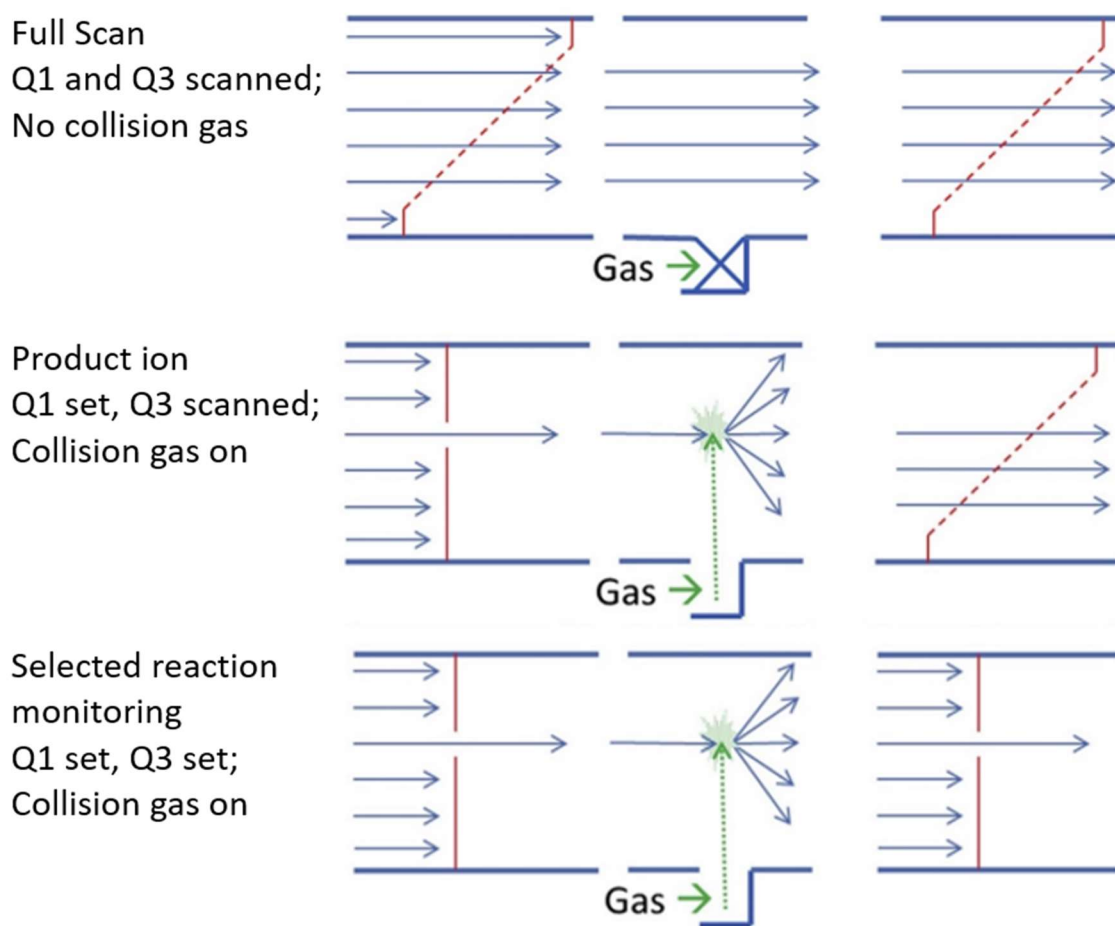 Full Scan
Q1 and Q3 scanned;
No collision gas
Gas
Product ion
Q1 set, Q3 scanned;
Collision gas on
Gas
Selected reaction
monitoring
Q1 set, Q3 set;
Collision gas on
Gas